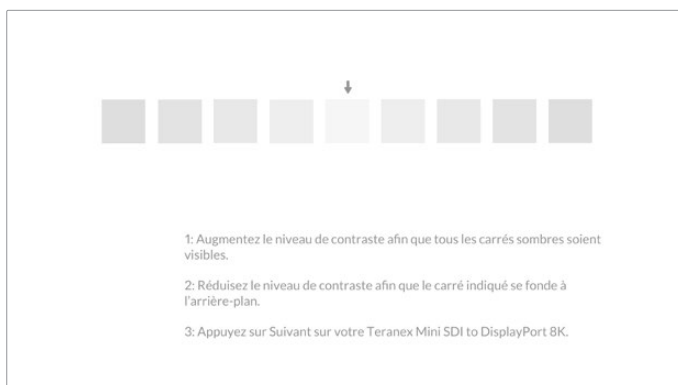 1: Augmentez le niveau de contraste afin que tous les carrés sombres soient
visibles.
2: Réduisez le niveau de contraste afin que le carré indiqué se fonde à
l'arrière-plan.
3: Appuyez sur Suivant sur votre Teranex Mini SDI to DisplayPort 8K.